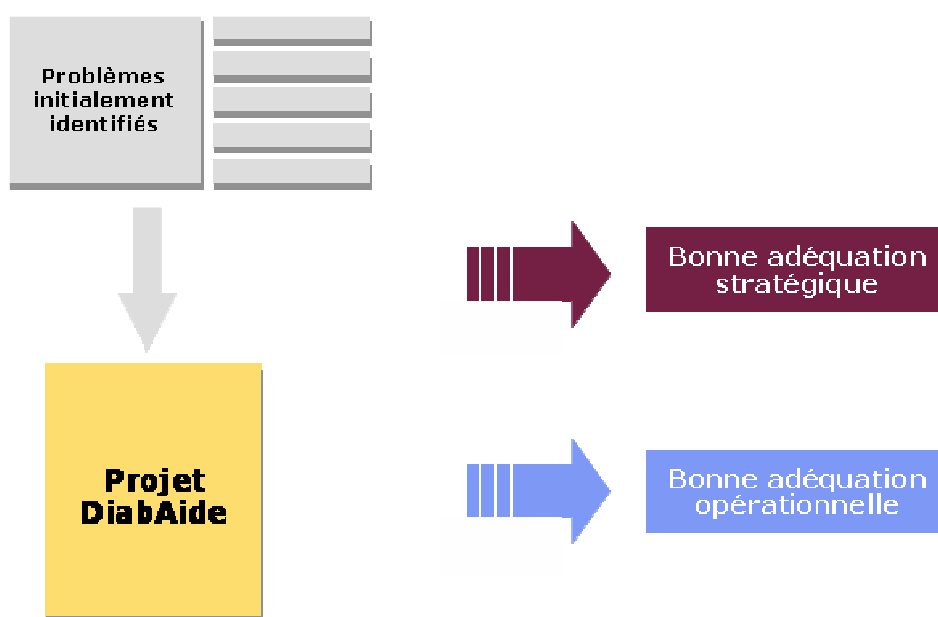 Problèmes
initialement
identifiés
Bonne adéquation
stratégique
Projet
DiabAide
Bonne adéquation
opérationnelle